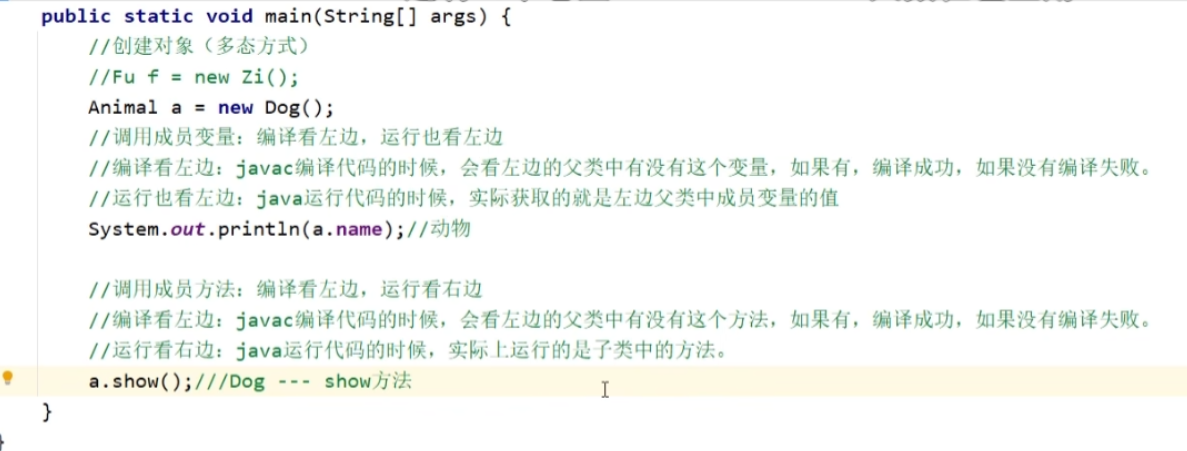 public static void main(String[] args) {
//创建对象（多态方式）
//Fu f = new Zi();
Animal a = new Dog();
//调用成员变量：编译看左边，运行也看左边
//编译看左边：javac编译代码的时候，会看左边的父类中有没有这个变量，如果有，编译成功，如果没有编译失败。
//运行也看左边：java运行代码的时候，实际获取的就是左边父类中成员变量的值
System.out.println(a.name);//动物
//调用成员方法：编译看左边，运行看右边
//编译看左边：javac编译代码的时候，会看左边的父类中有没有这个方法，如果有，编译成功，如果没有编译失败。
//运行看右边：java运行代码的时候，实际上运行的是子类中的方法。
a.show();///Dog --- show方法
}
}